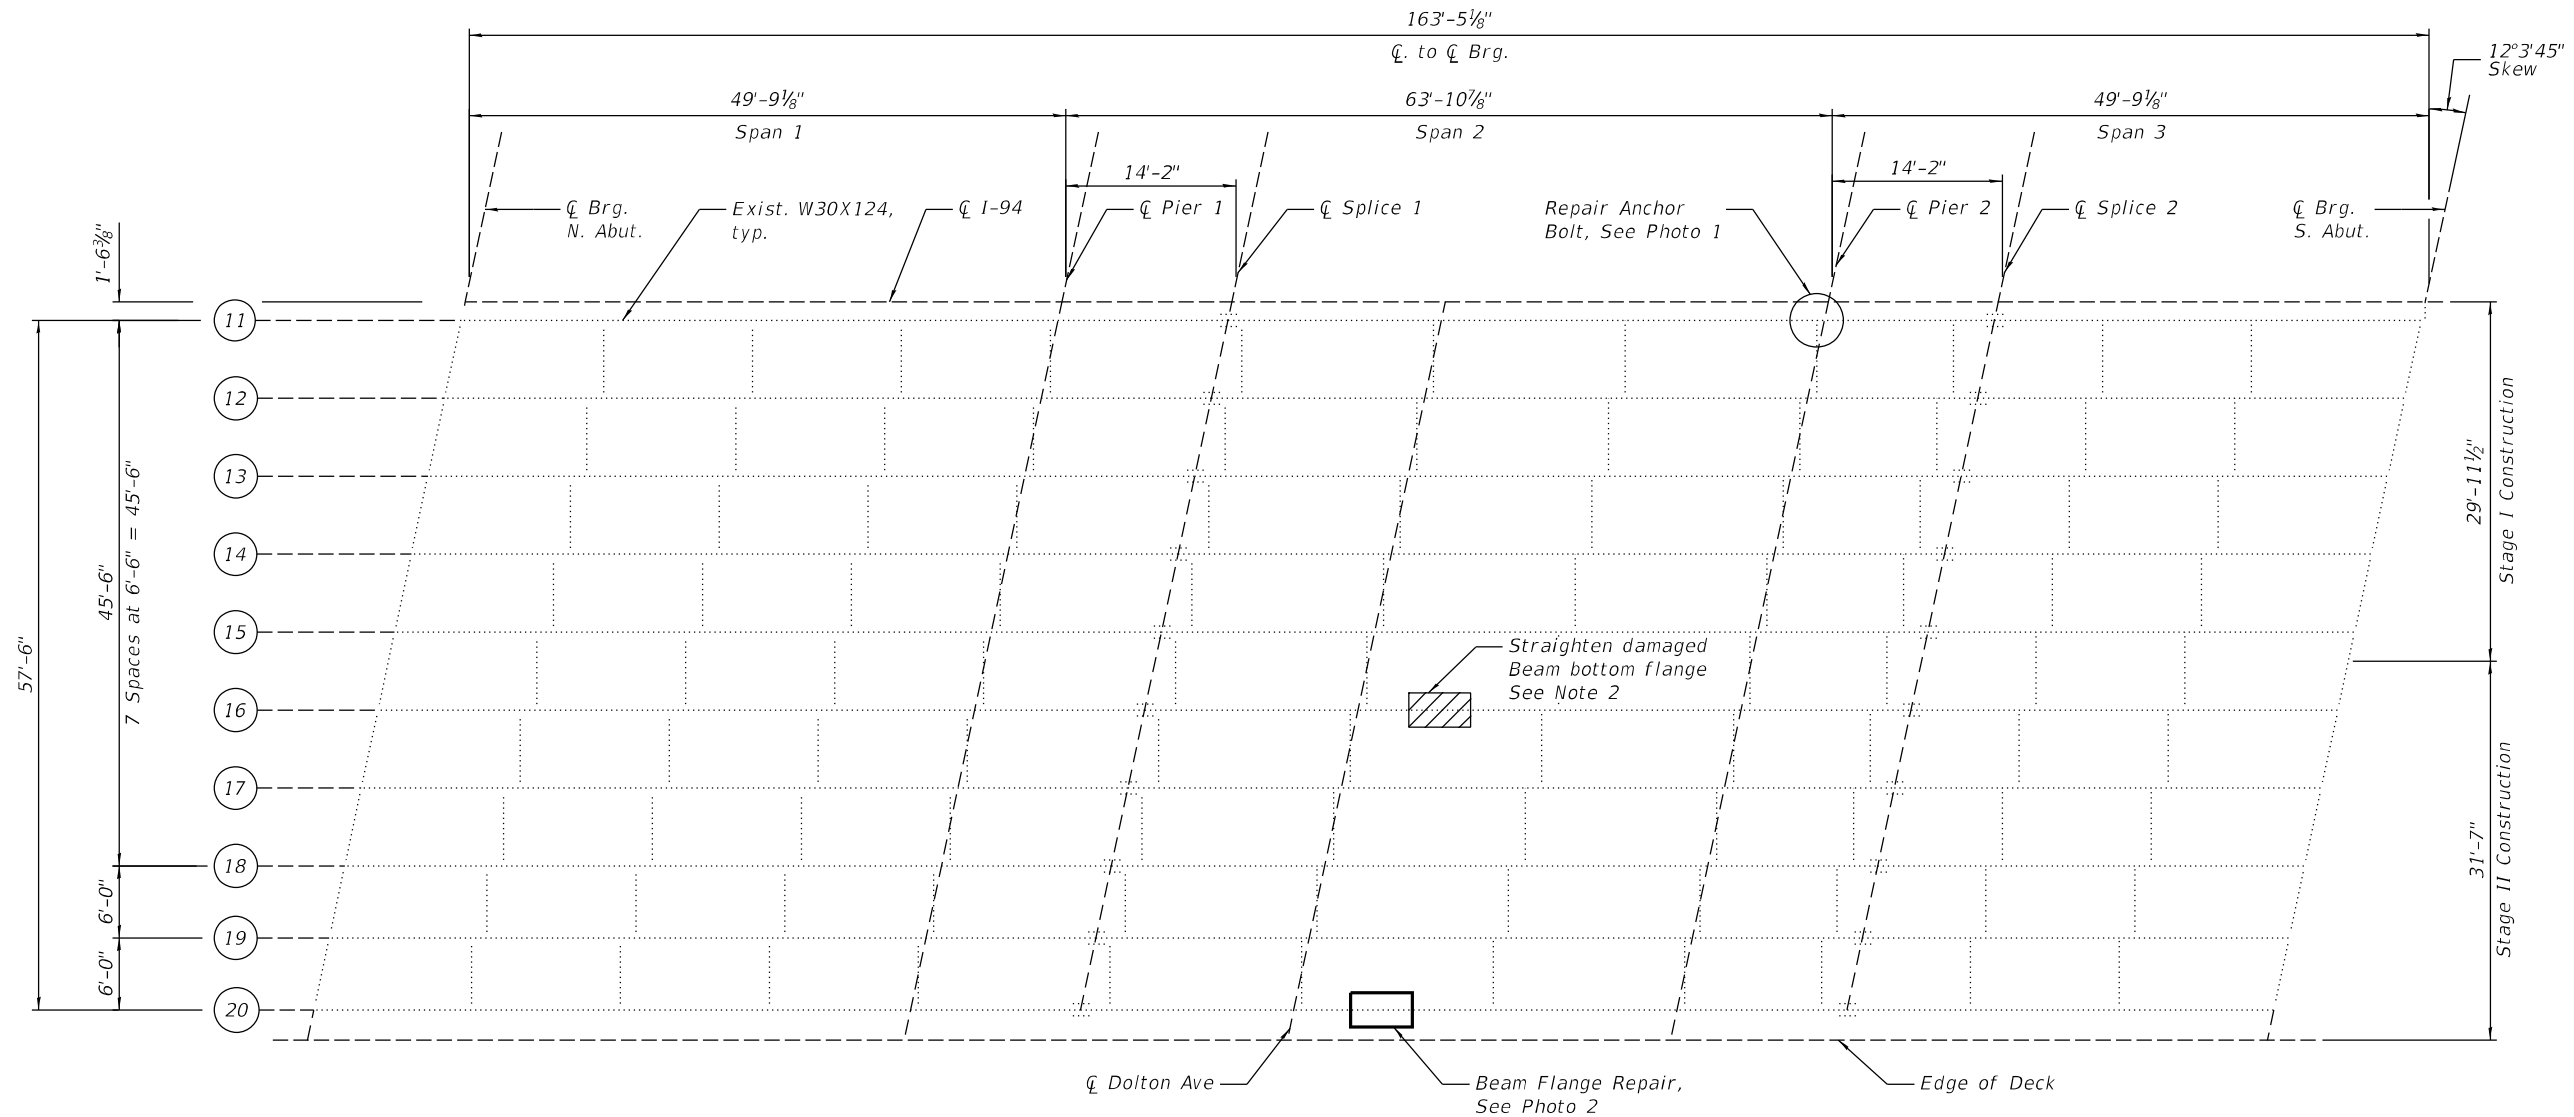 163'-5⅛"
℄. to ℄ Brg.
12°3'45"
Skew
49'-9⅛"
Span 1
63'-10⅞"
Span 2
49'-9⅛"
Span 3
14'-2"
14'-2"
℄ Brg.
N. Abut.
Exist. W30X124,
typ.
℄ I-94
℄ Pier 1
℄ Splice 1
Repair Anchor
Bolt, See Photo 1
℄ Pier 2
℄ Splice 2
℄ Brg.
S. Abut.
1'-6⅜"
11
12
13
14
15
16
17
18
19
20
57'-6"
45'-6"
7 Spaces at 6'-6" = 45'-6"
6'-0"
6'-0"
Straighten damaged
Beam bottom flange
See Note 2
29'-11½"
Stage I Construction
31'-7"
Stage II Construction
℄ Dolton Ave
Beam Flange Repair,
See Photo 2
Edge of Deck